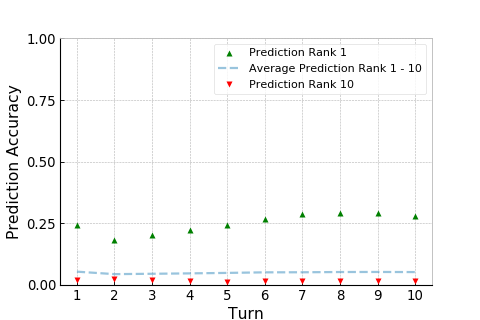 1.00
Prediction Rank 1
Average Prediction Rank 1 - 10
Prediction Rank 10
0.75
0.50
0.25
0.00
Prediction Accuracy
1 2 3 4 5 6 7 8 9 10
Turn